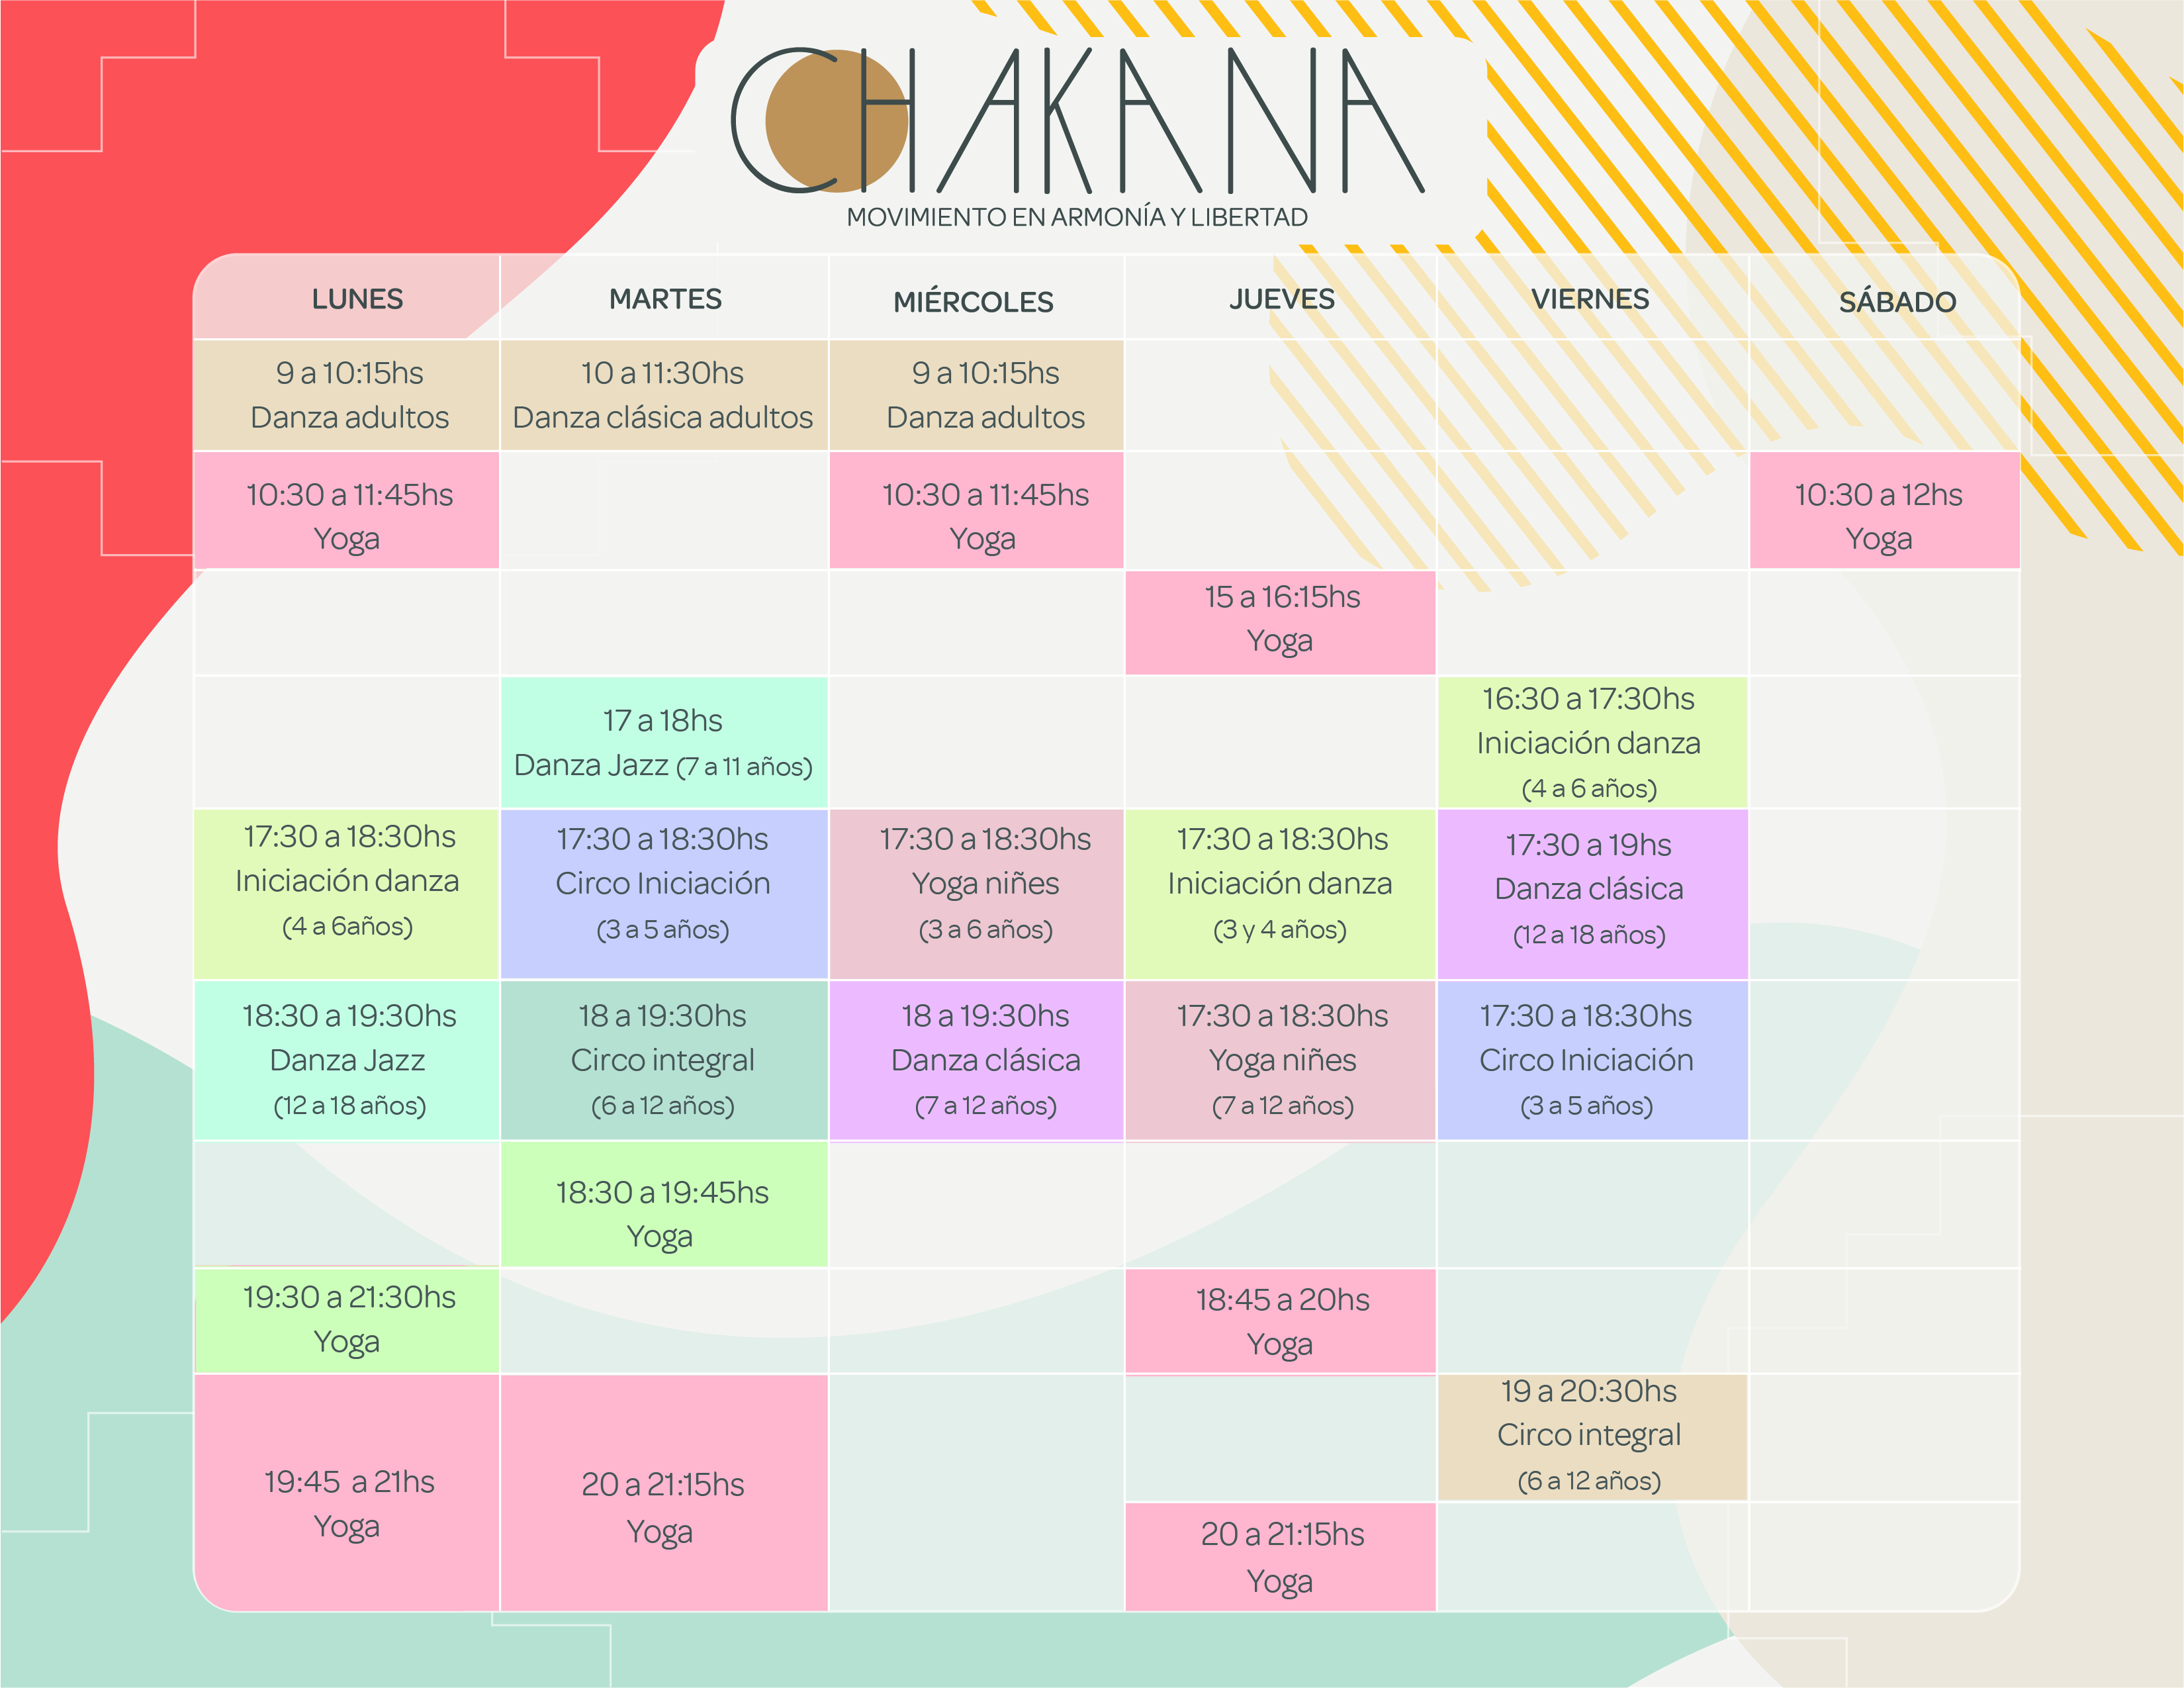 CHAKANA
MOVIMIENTO EN ARMONÍA Y LIBERTAD
LUNES MARTES MIÉRCOLES JUEVES VIERNES SÁBADO
9 a 10:15hs
Danza adultos
10 a 11:30hs
Danza clásica adultos
9 a 10:15hs
Danza adultos
10:30 a 11:45hs
Yoga
10:30 a 11:45hs
Yoga
10:30 a 12hs
Yoga
15 a 16:15hs
Yoga
17 a 18hs
Danza Jazz (7 a 11 años)
16:30 a 17:30hs
Iniciación danza
(4 a 6 años)
17:30 a 18:30hs
Iniciación danza
(4 a 6años)
17:30 a 18:30hs
Circo Iniciación
(3 a 5 años)
17:30 a 18:30hs
Yoga niñes
(3 a 6 años)
17:30 a 18:30hs
Iniciación danza
(3 y 4 años)
17:30 a 19hs
Danza clásica
(12 a 18 años)
18:30 a 19:30hs
Danza Jazz
(12 a 18 años)
18 a 19:30hs
Circo integral
(6 a 12 años)
18 a 19:30hs
Danza clásica
(7 a 12 años)
17:30 a 18:30hs
Yoga niñes
(7 a 12 años)
17:30 a 18:30hs
Circo Iniciación
(3 a 5 años)
18:30 a 19:45hs
Yoga
19:30 a 21:30hs
Yoga
18:45 a 20hs
Yoga
19:45 a 21hs
Yoga
20 a 21:15hs
Yoga
19 a 20:30hs
Circo integral
(6 a 12 años)
20 a 21:15hs
Yoga